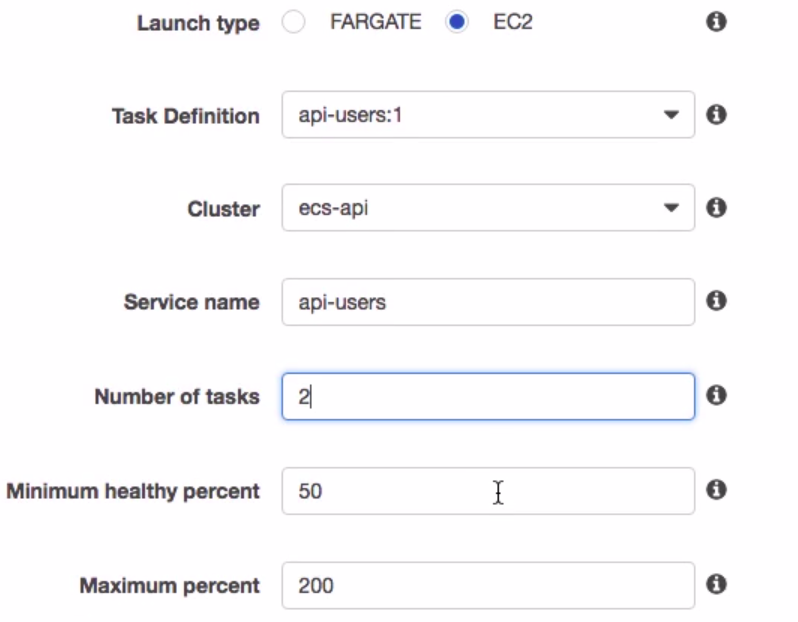 Launch type FARGATE EC2
Task Definition api-users:1
Cluster ecs-api
Service name api-users
Number of tasks 2
Minimum healthy percent 50
Maximum percent 200